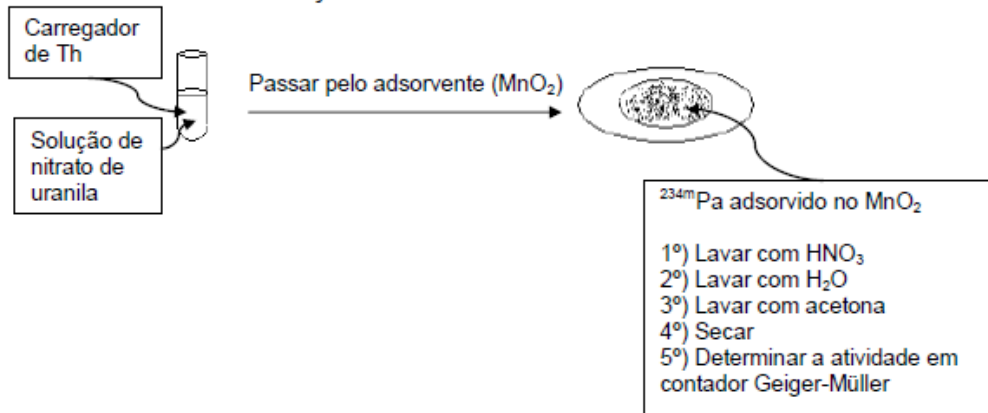 Carregador
de Th
Passar pelo adsorvente (MnO₂)
Solução de
nitrato de
uranila
²³⁴ᵐPa adsorvido no MnO₂
1º) Lavar com HNO₃
2º) Lavar com H₂O
3º) Lavar com acetona
4º) Secar
5º) Determinar a atividade em
contador Geiger-Müller